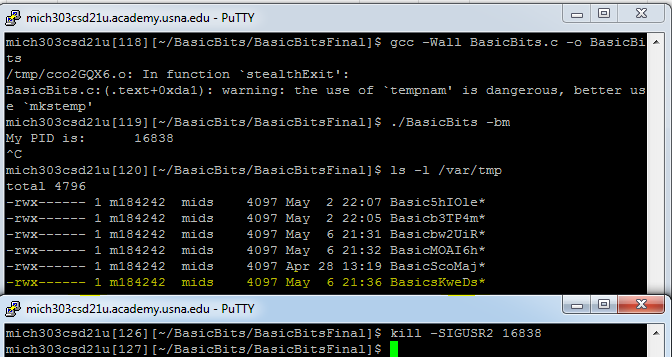 mich303csd21u.academy.usna.edu - PuTTY
mich303csd21u[118][~/BasicBits/BasicBitsFinal]$ gcc -Wall BasicBits.c -o BasicBi
ts
/tmp/cco2GQX6.o: In function `stealthExit':
BasicBits.c:(.text+0xda1): warning: the use of `tempnam' is dangerous, better us
e `mkstemp'
mich303csd21u[119][~/BasicBits/BasicBitsFinal]$ ./BasicBits -bm
My PID is:      16838
^C
mich303csd21u[120][~/BasicBits/BasicBitsFinal]$ ls -l /var/tmp
total 4796
-rwx------ 1 m184242  mids    4097 May  2 22:07 Basic5hIOle*
-rwx------ 1 m184242  mids    4097 May  2 22:05 Basicb3TP4m*
-rwx------ 1 m184242  mids    4097 May  6 21:31 Basicbw2UiR*
-rwx------ 1 m184242  mids    4097 May  6 21:32 BasicMOAI6h*
-rwx------ 1 m184242  mids    4097 Apr 28 13:19 BasicScoMaj*
-rwx------ 1 m184242  mids    4097 May  6 21:36 BasicsKweDs*
mich303csd21u.academy.usna.edu - PuTTY
mich303csd21u[126][~/BasicBits/BasicBitsFinal]$ kill -SIGUSR2 16838
mich303csd21u[127][~/BasicBits/BasicBitsFinal]$